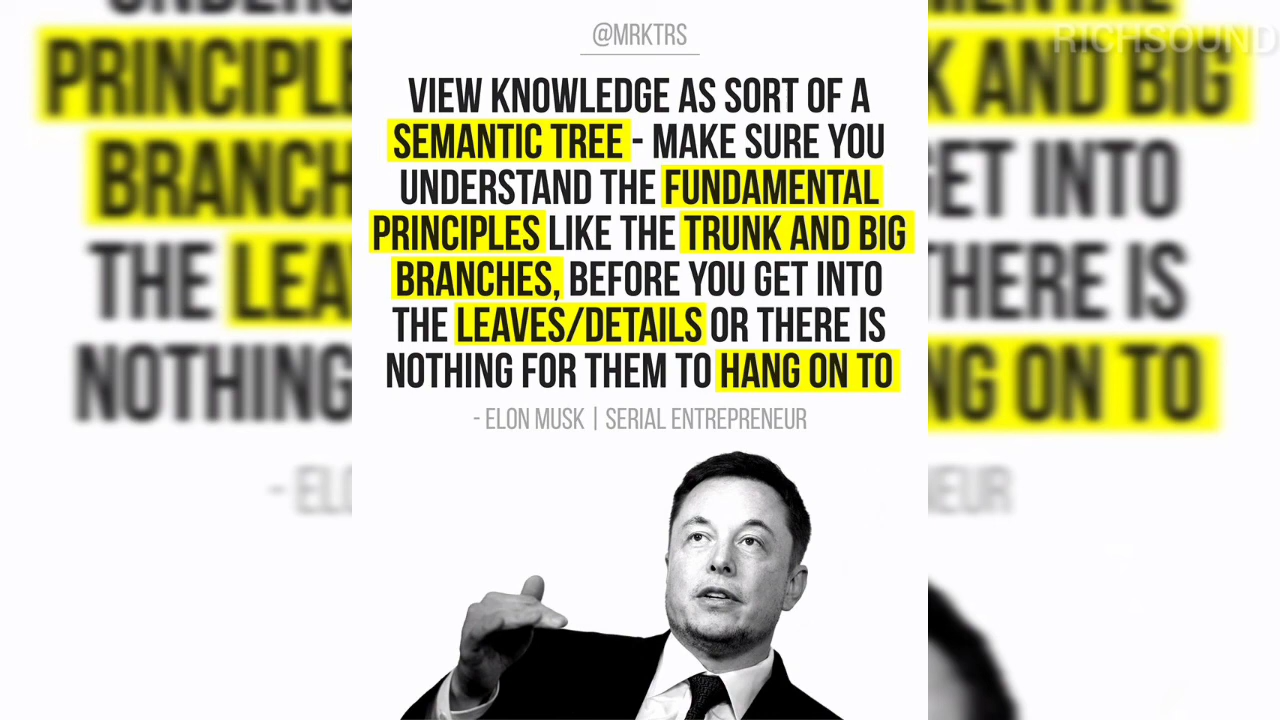 @MRKTRS
RICHSOUND
VIEW KNOWLEDGE AS SORT OF A
SEMANTIC TREE - MAKE SURE YOU
UNDERSTAND THE FUNDAMENTAL
PRINCIPLES LIKE THE TRUNK AND BIG
BRANCHES, BEFORE YOU GET INTO
THE LEAVES/DETAILS OR THERE IS
NOTHING FOR THEM TO HANG ON TO
- ELON MUSK | SERIAL ENTREPRENEUR